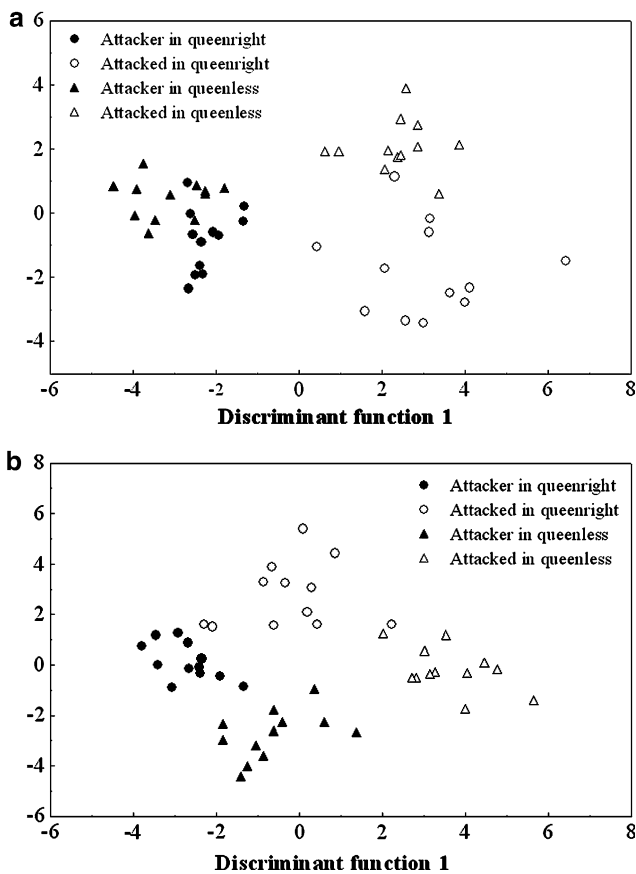 a
6
4
2
0
-2
-4
Attacker in queenright
Attacked in queenright
Attacker in queenless
Attacked in queenless
-6 -4 -2 0 2 4 6 8
Discriminant function 1
b
8
6
4
2
0
-2
-4
-6
Attacker in queenright
Attacked in queenright
Attacker in queenless
Attacked in queenless
-6 -4 -2 0 2 4 6 8
Discriminant function 1